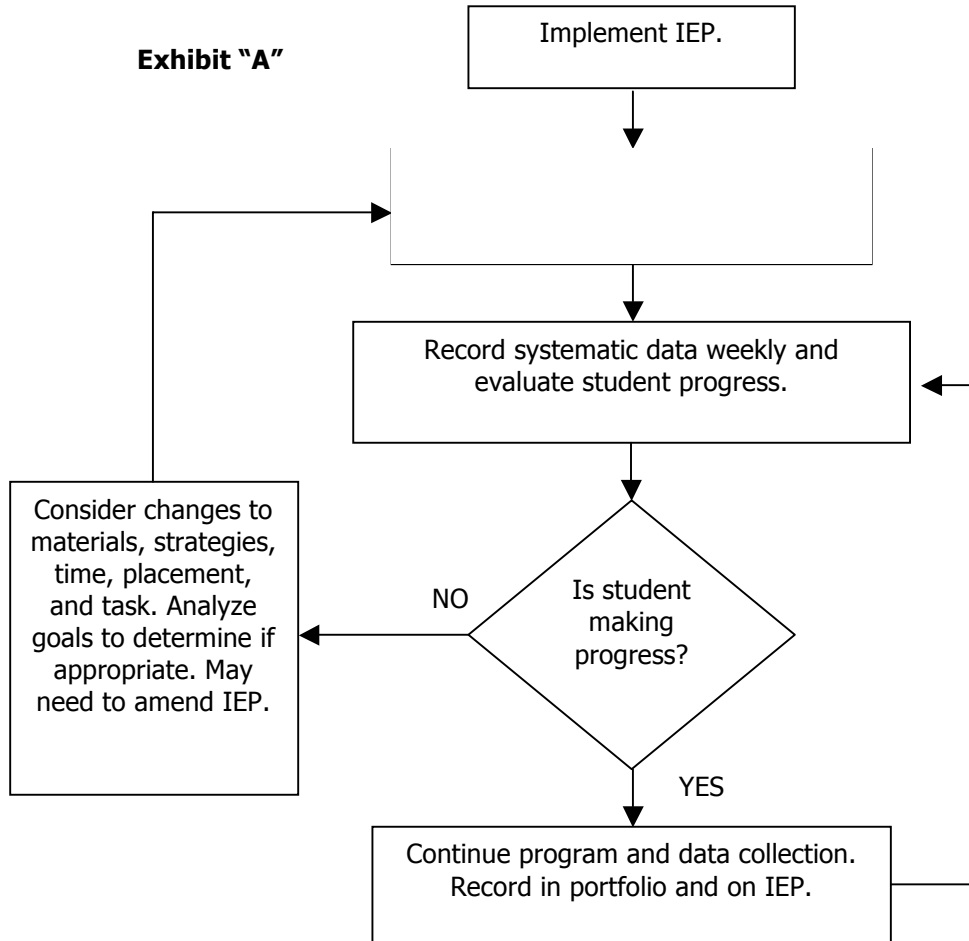 Exhibit “A”
Implement IEP.
Record systematic data weekly and
evaluate student progress.
Consider changes to
materials, strategies,
time, placement,
and task. Analyze
goals to determine if
appropriate. May
need to amend IEP.
NO
Is student
making
progress?
YES
Continue program and data collection.
Record in portfolio and on IEP.